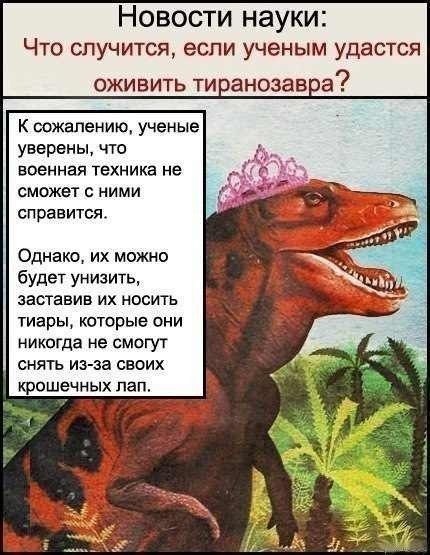 Новости науки:
Что случится, если ученым удастся
оживить тиранозавра?
К сожалению, ученые
уверены, что
военная техника не
сможет с ними
справится.
Однако, их можно
будет унизить,
заставив их носить
тиары, которые они
никогда не смогут
снять из-за своих
крошечных лап.